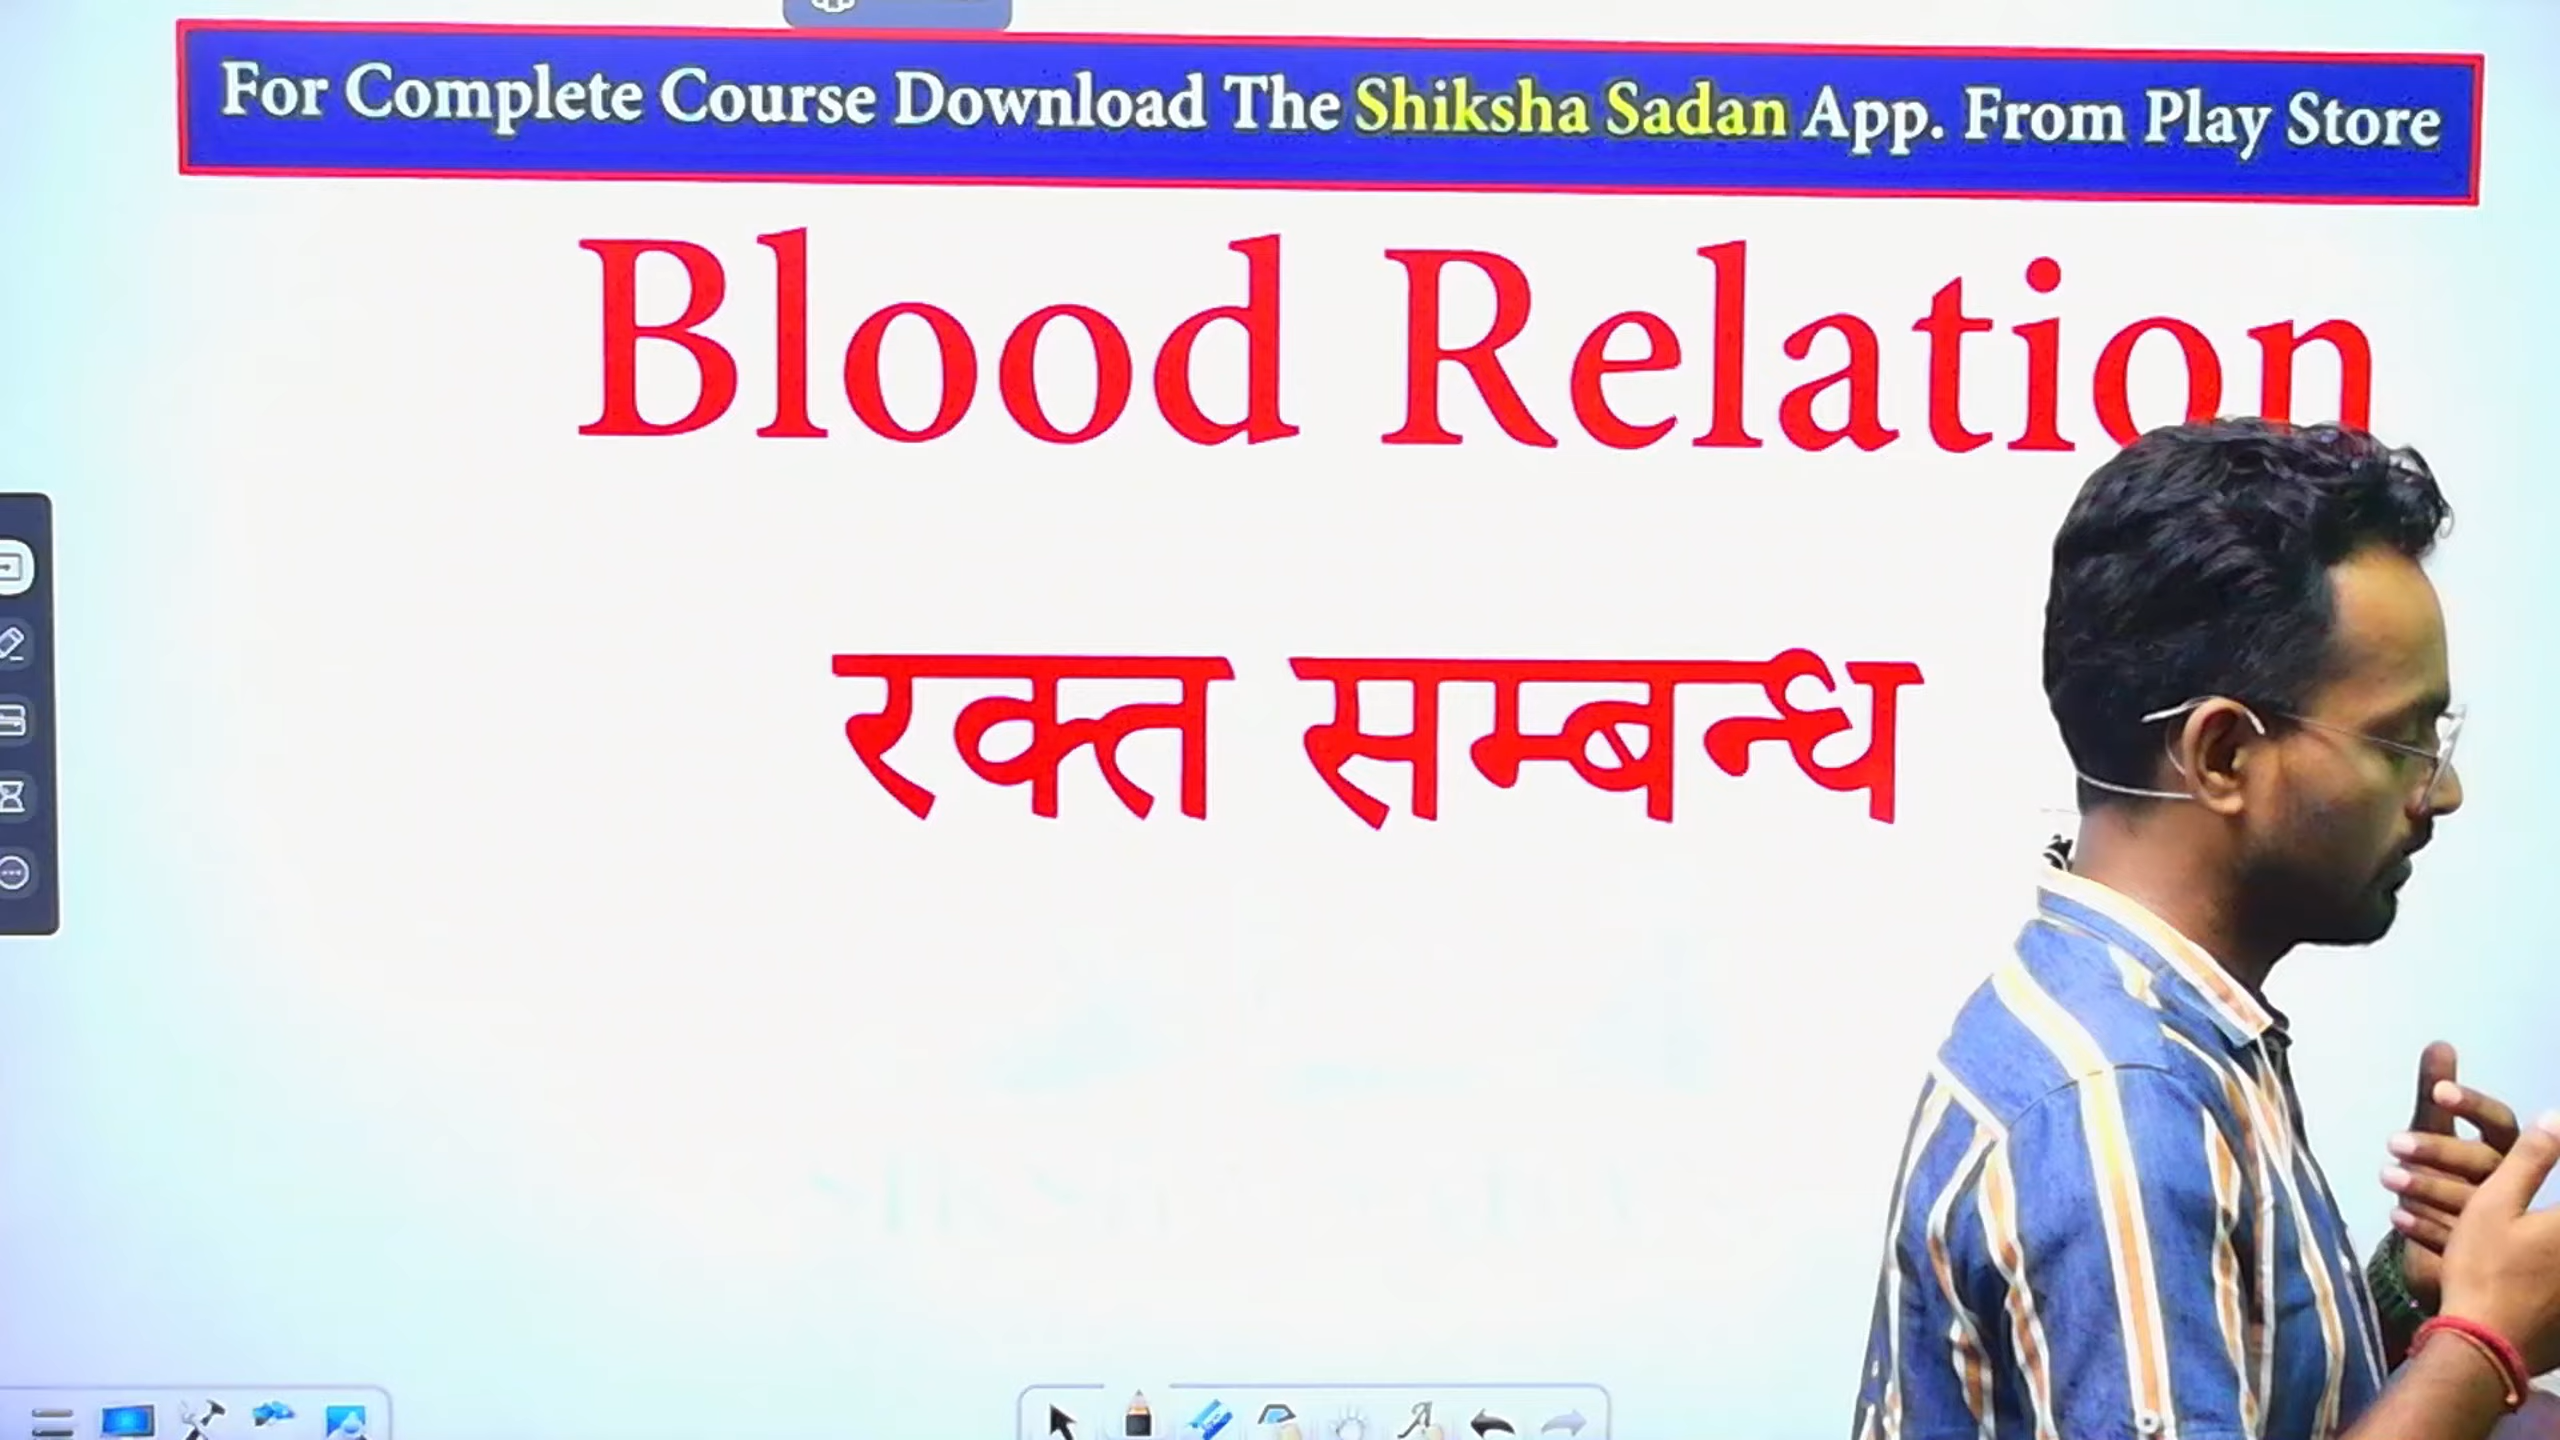 For Complete Course Download The Shiksha Sadan App. From Play Store
Blood Relation
रक्त सम्बन्ध